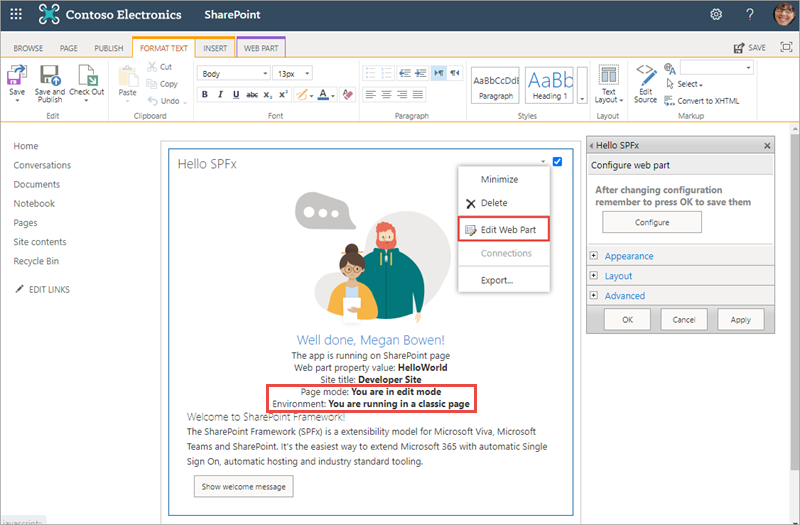 Contoso Electronics SharePoint ?
BROWSE PAGE PUBLISH FORMAT TEXT INSERT WEB PART SAVE
Save Save and Publish Check Out Paste Cut Copy Undo
Body 13px
B I U abc x₂ x² A
AaBbCcDdE Paragraph AaBb Heading 1
Text Layout Edit Source Select Convert to XHTML
Edit Clipboard Font Paragraph Styles Layout Markup
Home
Conversations
Documents
Notebook
Pages
Site contents
Recycle Bin
EDIT LINKS
Hello SPFx
Minimize
Delete
Edit Web Part
Connections
Export...
Well done, Megan Bowen!
The app is running on SharePoint page
Web part property value: HelloWorld
Site title: Developer Site
Page mode: You are in edit mode
Environment: You are running in a classic page
Welcome to SharePoint Framework!
The SharePoint Framework (SPFx) is a extensibility model for Microsoft Viva, Microsoft
Teams and SharePoint. It's the easiest way to extend Microsoft 365 with automatic Single
Sign On, automatic hosting and industry standard tooling.
Show welcome message
Hello SPFx
Configure web part
After changing configuration
remember to press OK to save them
Configure
Appearance
Layout
Advanced
OK Cancel Apply